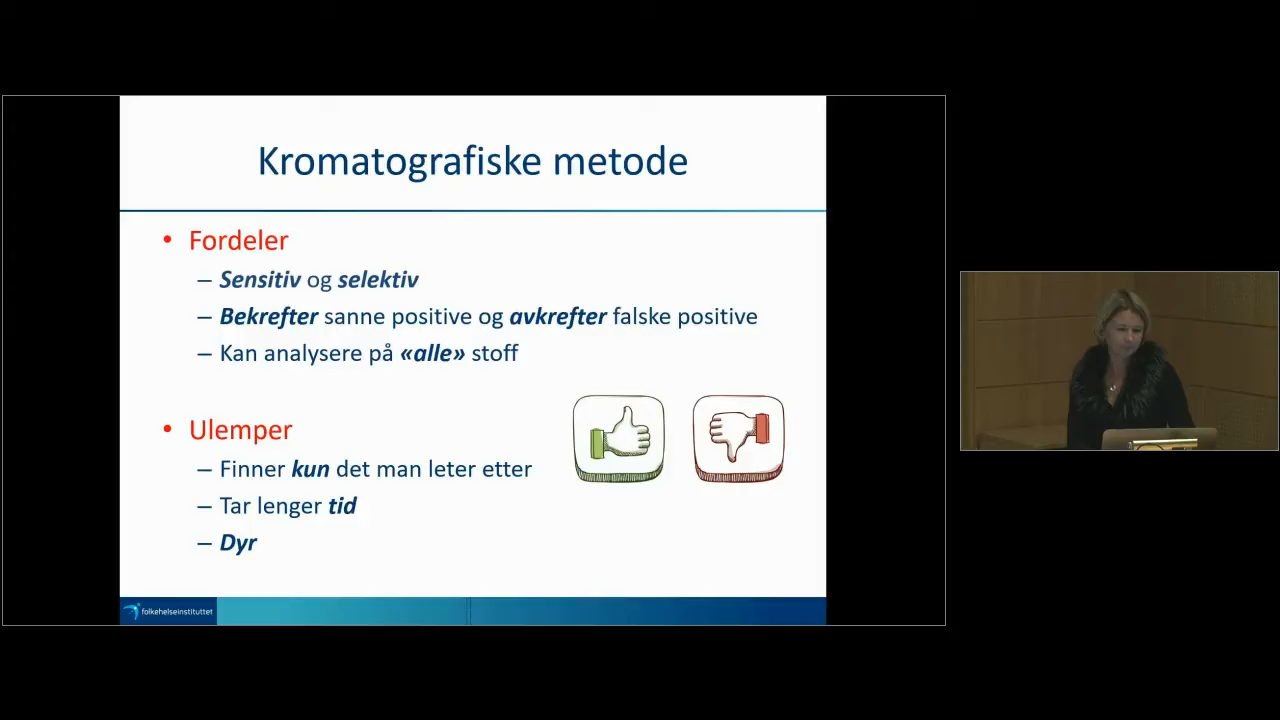 Kromatografiske metode
• Fordeler
– Sensitiv og selektiv
– Bekrefter sanne positive og avkrefter falske positive
– Kan analysere på «alle» stoff
• Ulemper
– Finner kun det man leter etter
– Tar lenger tid
– Dyr
folkehelseinstituttet